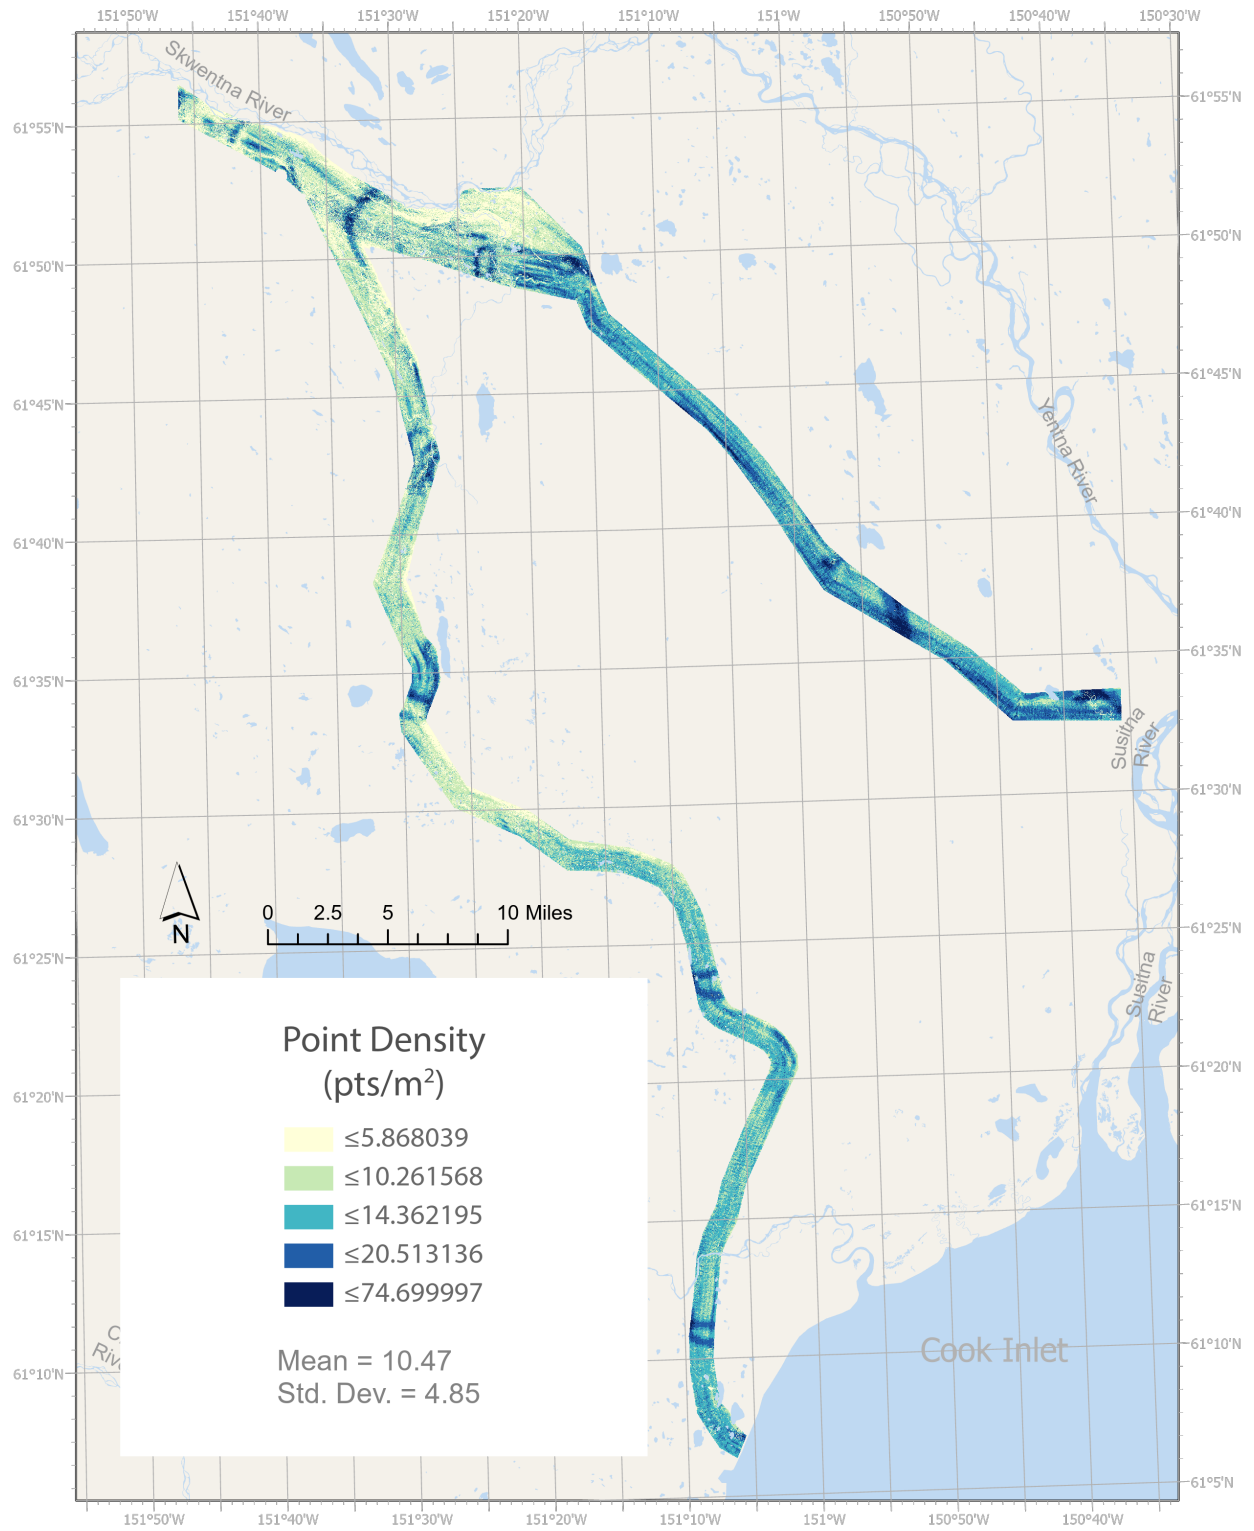 151°50'W 151°40'W 151°30'W 151°20'W 151°10'W 151°W 150°50'W 150°40'W 150°30'W
Skwentna River
61°55'N
61°55'N
61°50'N
61°50'N
61°45'N
61°45'N
Yentna River
61°40'N
61°40'N
61°35'N
61°35'N
Susitna
River
61°30'N
61°30'N
N
0 2.5 5 10 Miles
61°25'N
61°25'N
Susitna
River
61°20'N
61°20'N
61°15'N
61°15'N
61°10'N
61°10'N
61°5'N
Point Density
(pts/m²)
≤5.868039
≤10.261568
≤14.362195
≤20.513136
≤74.699997
Mean = 10.47
Std. Dev. = 4.85
Cook Inlet
151°50'W 151°40'W 151°30'W 151°20'W 151°10'W 151°W 150°50'W 150°40'W